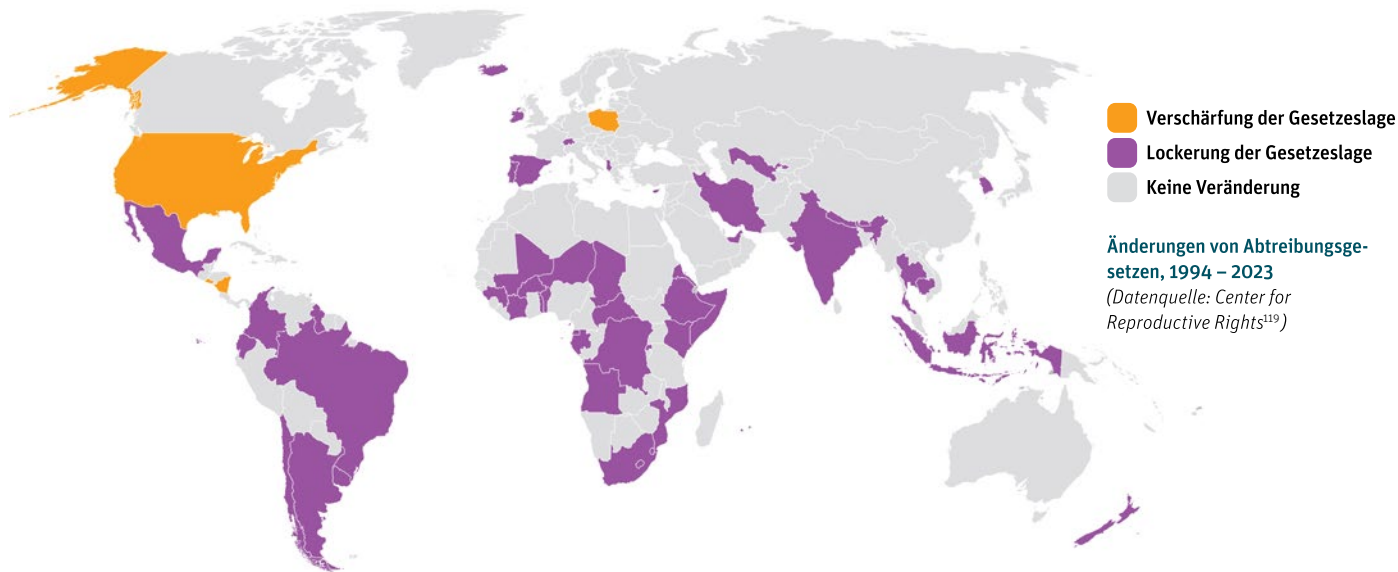 Verschärfung der Gesetzeslage
Lockerung der Gesetzeslage
Keine Veränderung
Änderungen von Abtreibungsge-
setzen, 1994 – 2023
(Datenquelle: Center for
Reproductive Rights¹¹⁹)